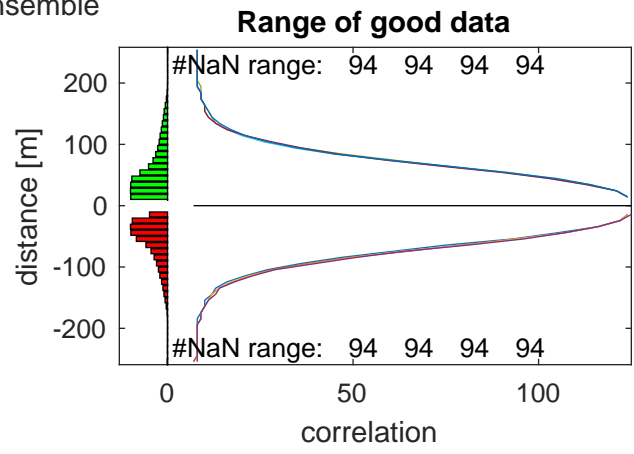 nsemble
Range of good data
#NaN range: 94 94 94 94
200
100
0
-100
-200
distance [m]
#NaN range: 94 94 94 94
0 50 100
correlation